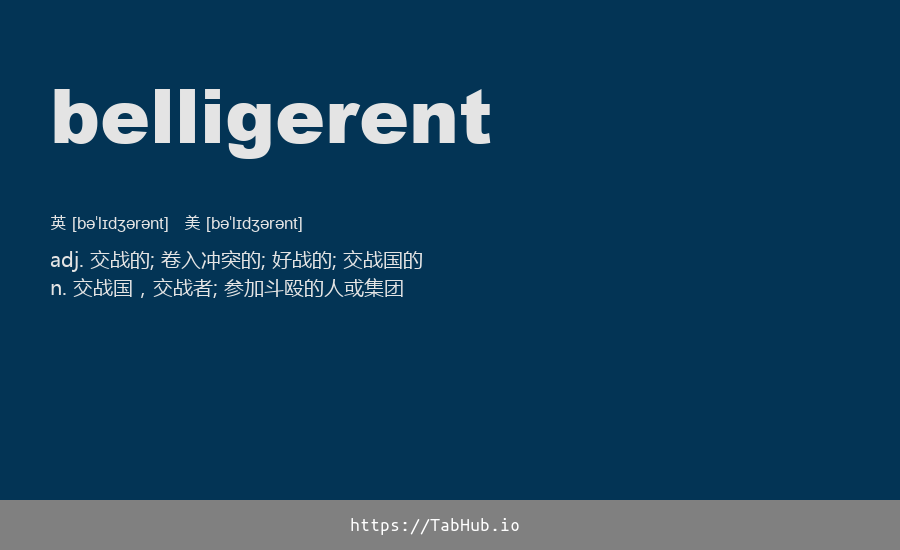 belligerent
英 [bəˈlɪdʒərənt] 美 [bəˈlɪdʒərənt]
adj. 交战的; 卷入冲突的; 好战的; 交战国的
n. 交战国，交战者; 参加斗殴的人或集团
https://TabHub.io